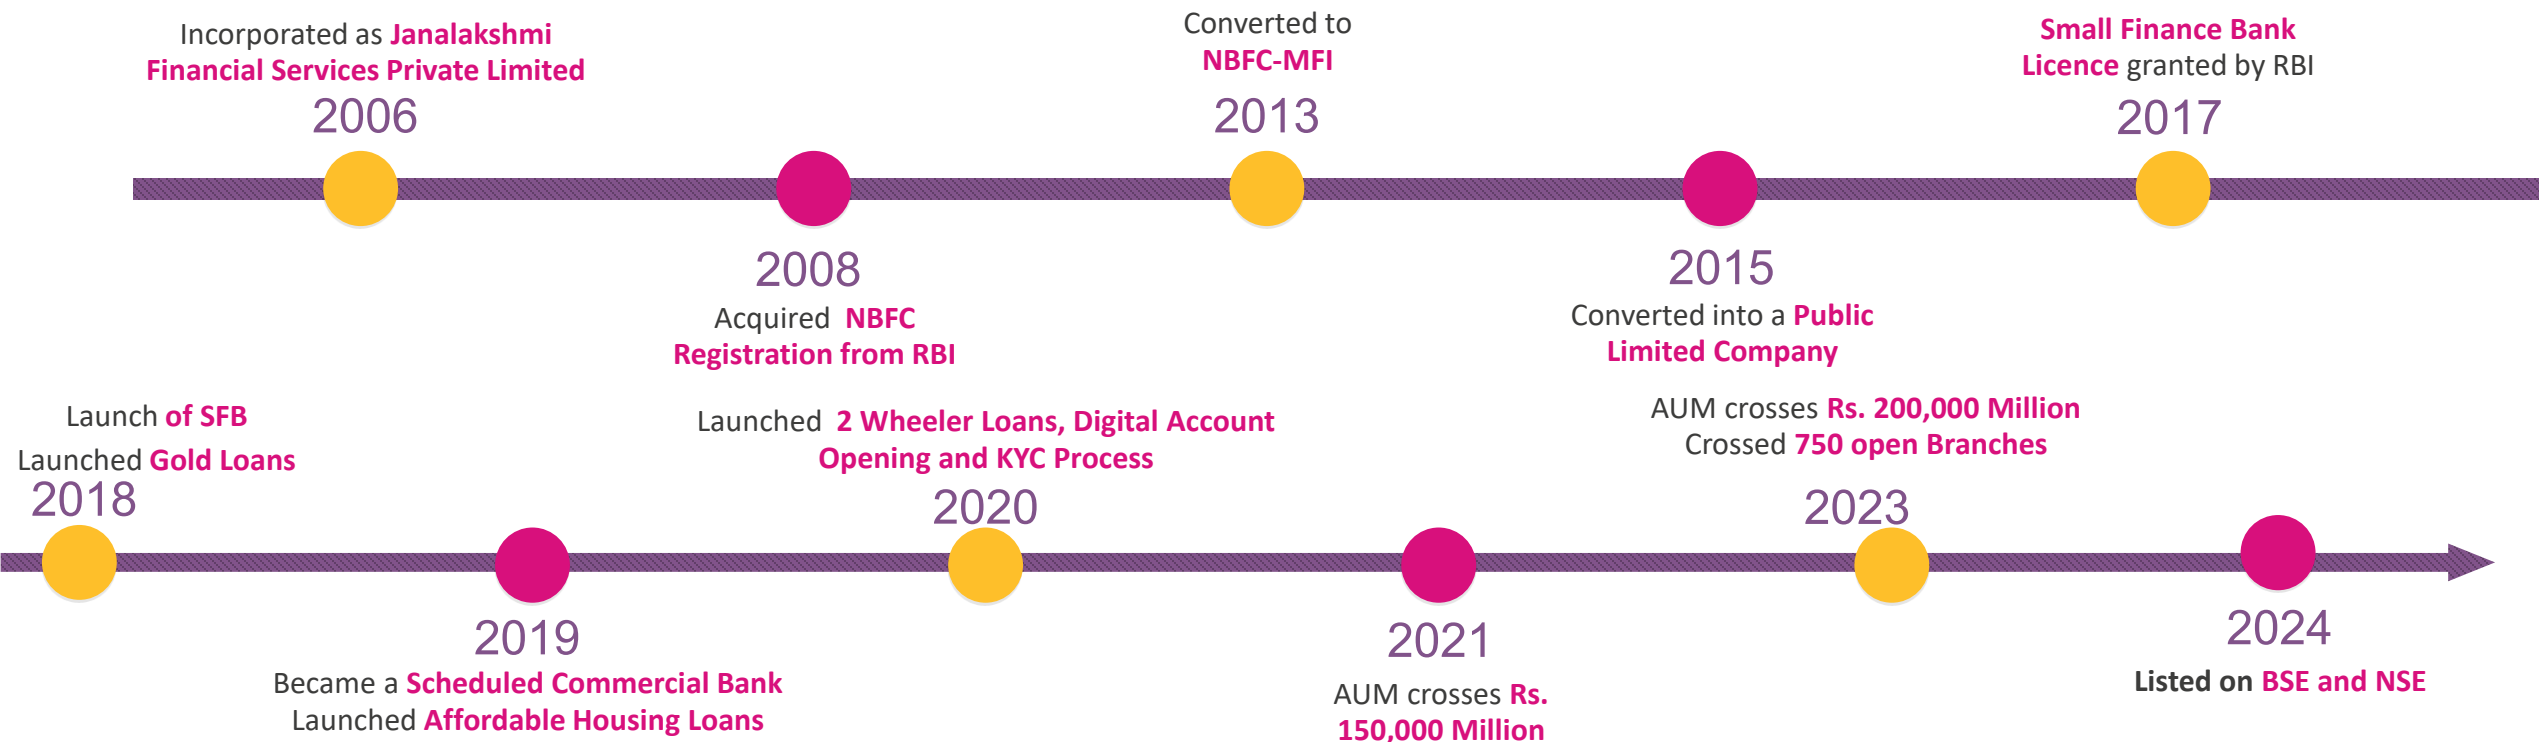 Incorporated as Janalakshmi
Financial Services Private Limited
2006
2008
Acquired NBFC
Registration from RBI
Converted to
NBFC-MFI
2013
2015
Converted into a Public
Limited Company
Small Finance Bank
Licence granted by RBI
2017
Launch of SFB
Launched Gold Loans
2018
2019
Became a Scheduled Commercial Bank
Launched Affordable Housing Loans
Launched 2 Wheeler Loans, Digital Account
Opening and KYC Process
2020
2021
AUM crosses Rs.
150,000 Million
AUM crosses Rs. 200,000 Million
Crossed 750 open Branches
2023
2024
Listed on BSE and NSE